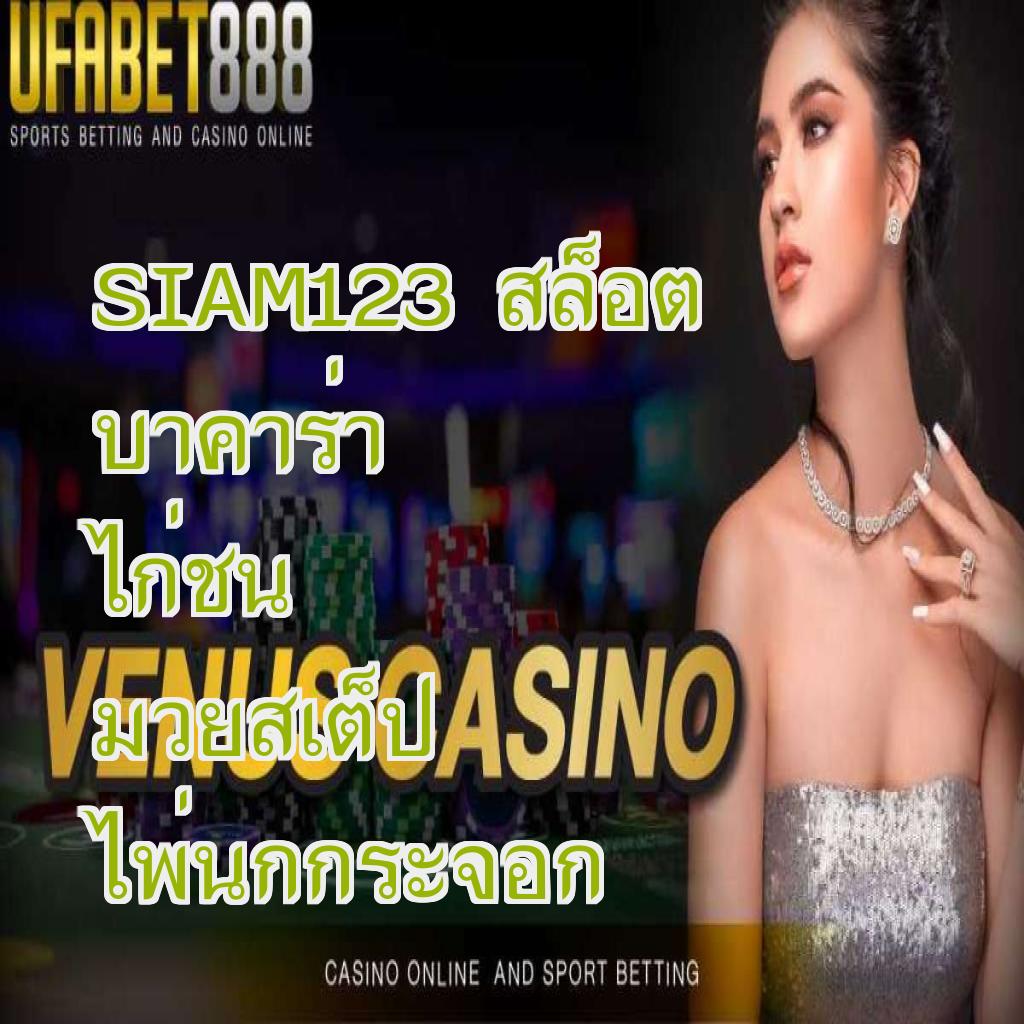 UFABET888
SPORTS BETTING AND CASINO ONLINE
SIAM123 สล็อต
บาคาร่า
ไก่ชน
VENUS CASINO
มวยสเต็ป
ไพ่นกกระจอก
CASINO ONLINE AND SPORT BETTING